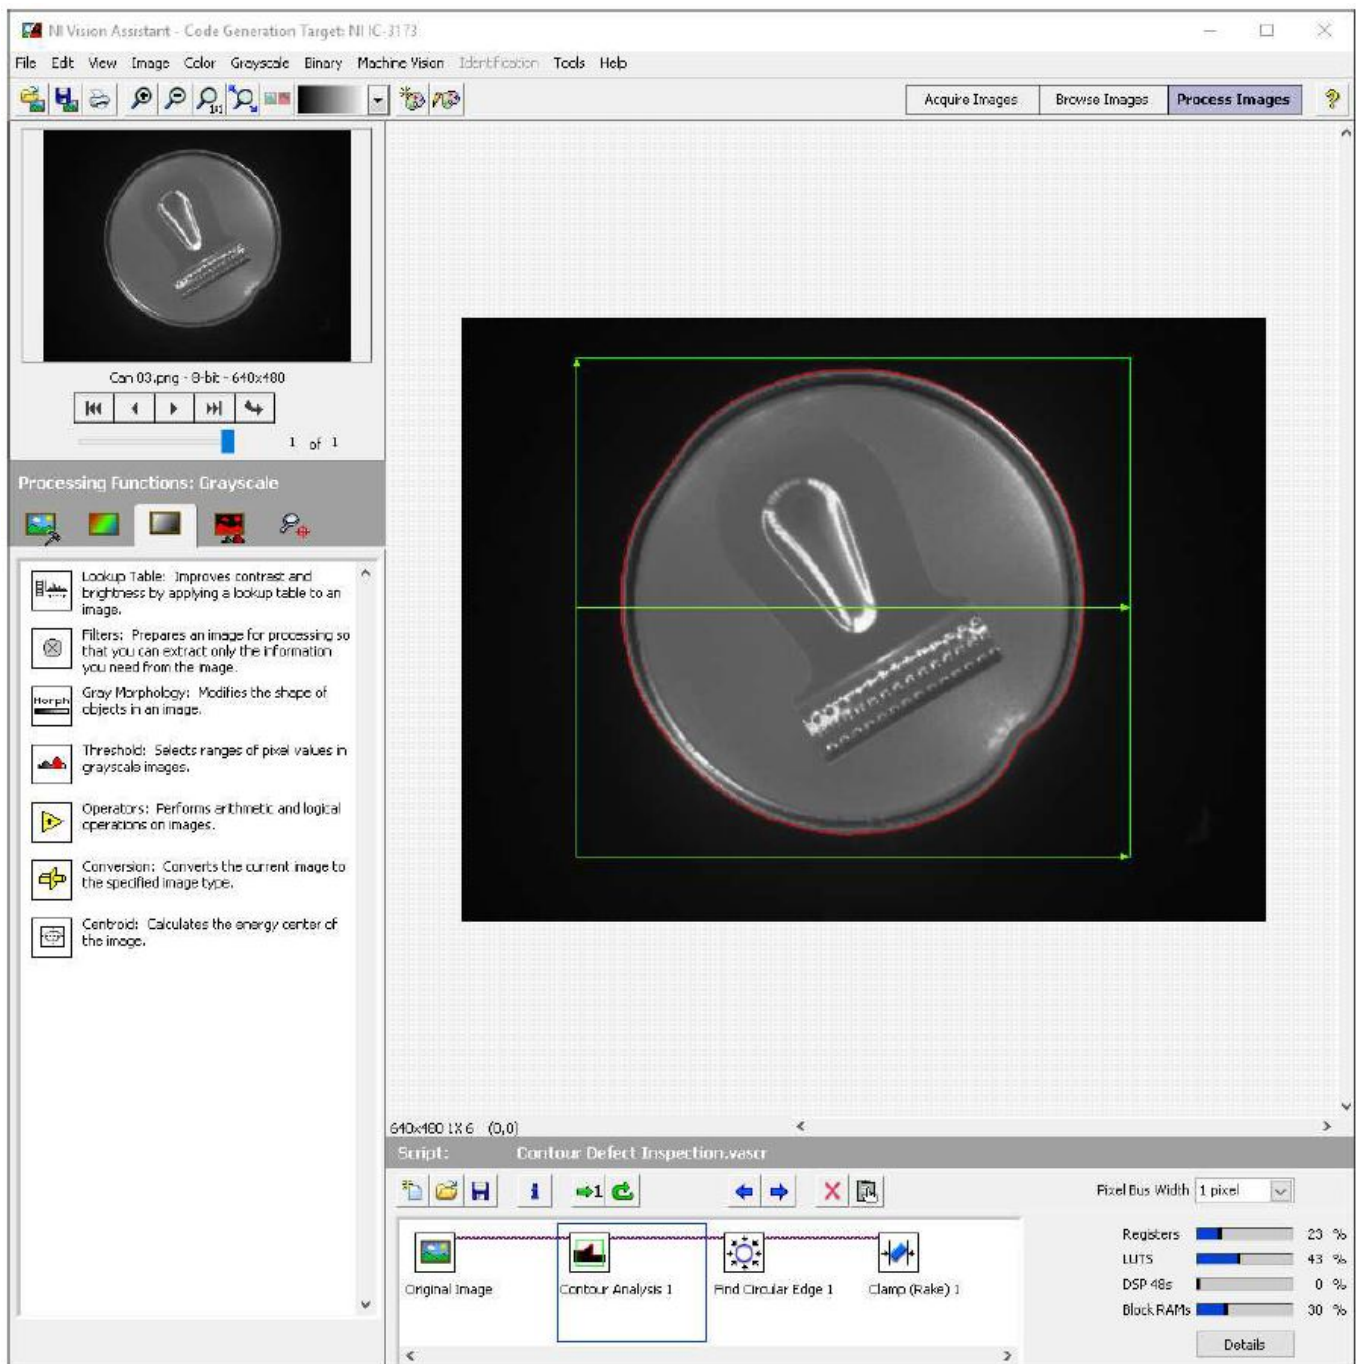 NI Vision Assistant - Code Generation Target: NI IC-3173
File Edit View Image Color Grayscale Binary Machine Vision Identification Tools Help
1:1
Acquire Images Browse Images Process Images ?
Can 03.png - 8-bit - 640x480
1 of 1
Processing Functions: Grayscale
Lookup Table: Improves contrast and
brightness by applying a lookup table to an
image.
Filters: Prepares an image for processing so
that you can extract only the information
you need from the image.
Morph
Gray Morphology: Modifies the shape of
objects in an image.
Threshold: Selects ranges of pixel values in
grayscale images.
Operators: Performs arithmetic and logical
operations on images.
Conversion: Converts the current image to
the specified image type.
Centroid: Calculates the energy center of
the image.
640x480 1X 6 (0,0)
Script: Contour Defect Inspection.vascr
1
Pixel Bus Width 1 pixel
Original Image
Contour Analysis 1
Find Circular Edge 1
Clamp (Rake) 1
Registers 23 %
LUTS 43 %
DSP 48s 0 %
Block RAMs 30 %
Details